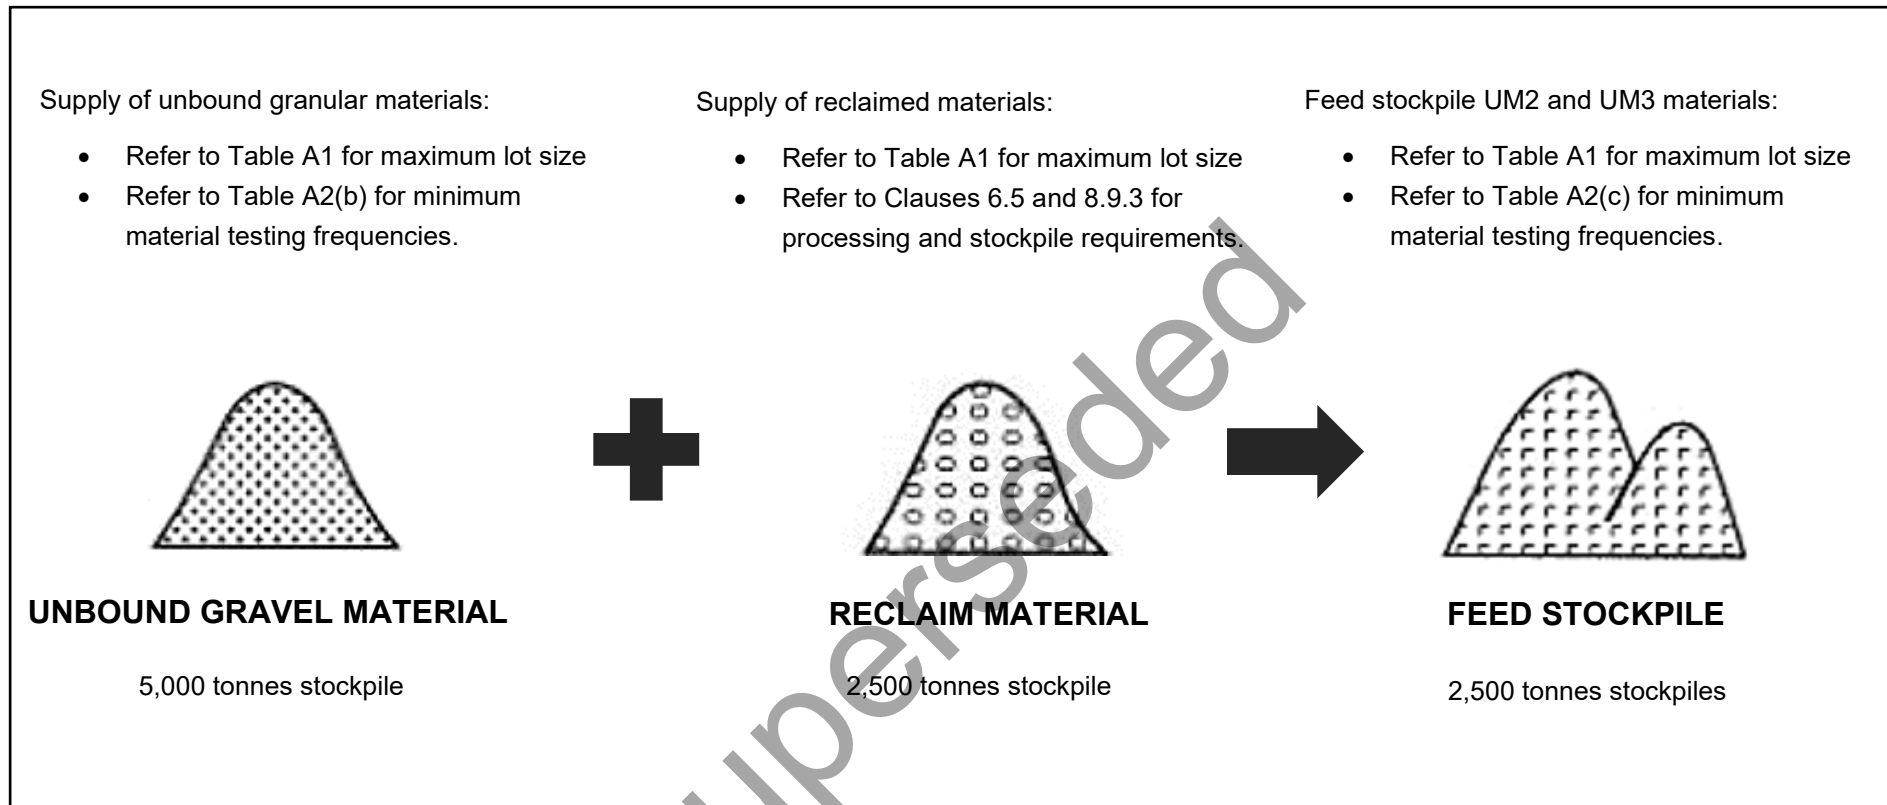 Supply of unbound granular materials:
• Refer to Table A1 for maximum lot size
• Refer to Table A2(b) for minimum
material testing frequencies.
Supply of reclaimed materials:
• Refer to Table A1 for maximum lot size
• Refer to Clauses 6.5 and 8.9.3 for
processing and stockpile requirements.
Feed stockpile UM2 and UM3 materials:
• Refer to Table A1 for maximum lot size
• Refer to Table A2(c) for minimum
material testing frequencies.
UNBOUND GRAVEL MATERIAL
5,000 tonnes stockpile
RECLAIM MATERIAL
2,500 tonnes stockpile
FEED STOCKPILE
2,500 tonnes stockpiles
uperseded